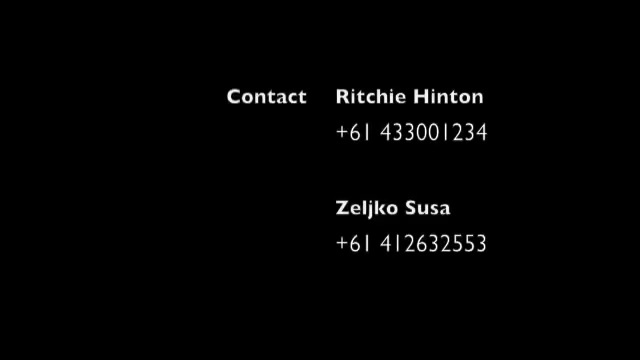 Contact Ritchie Hinton
+61 433001234
Zeljko Susa
+61 412632553